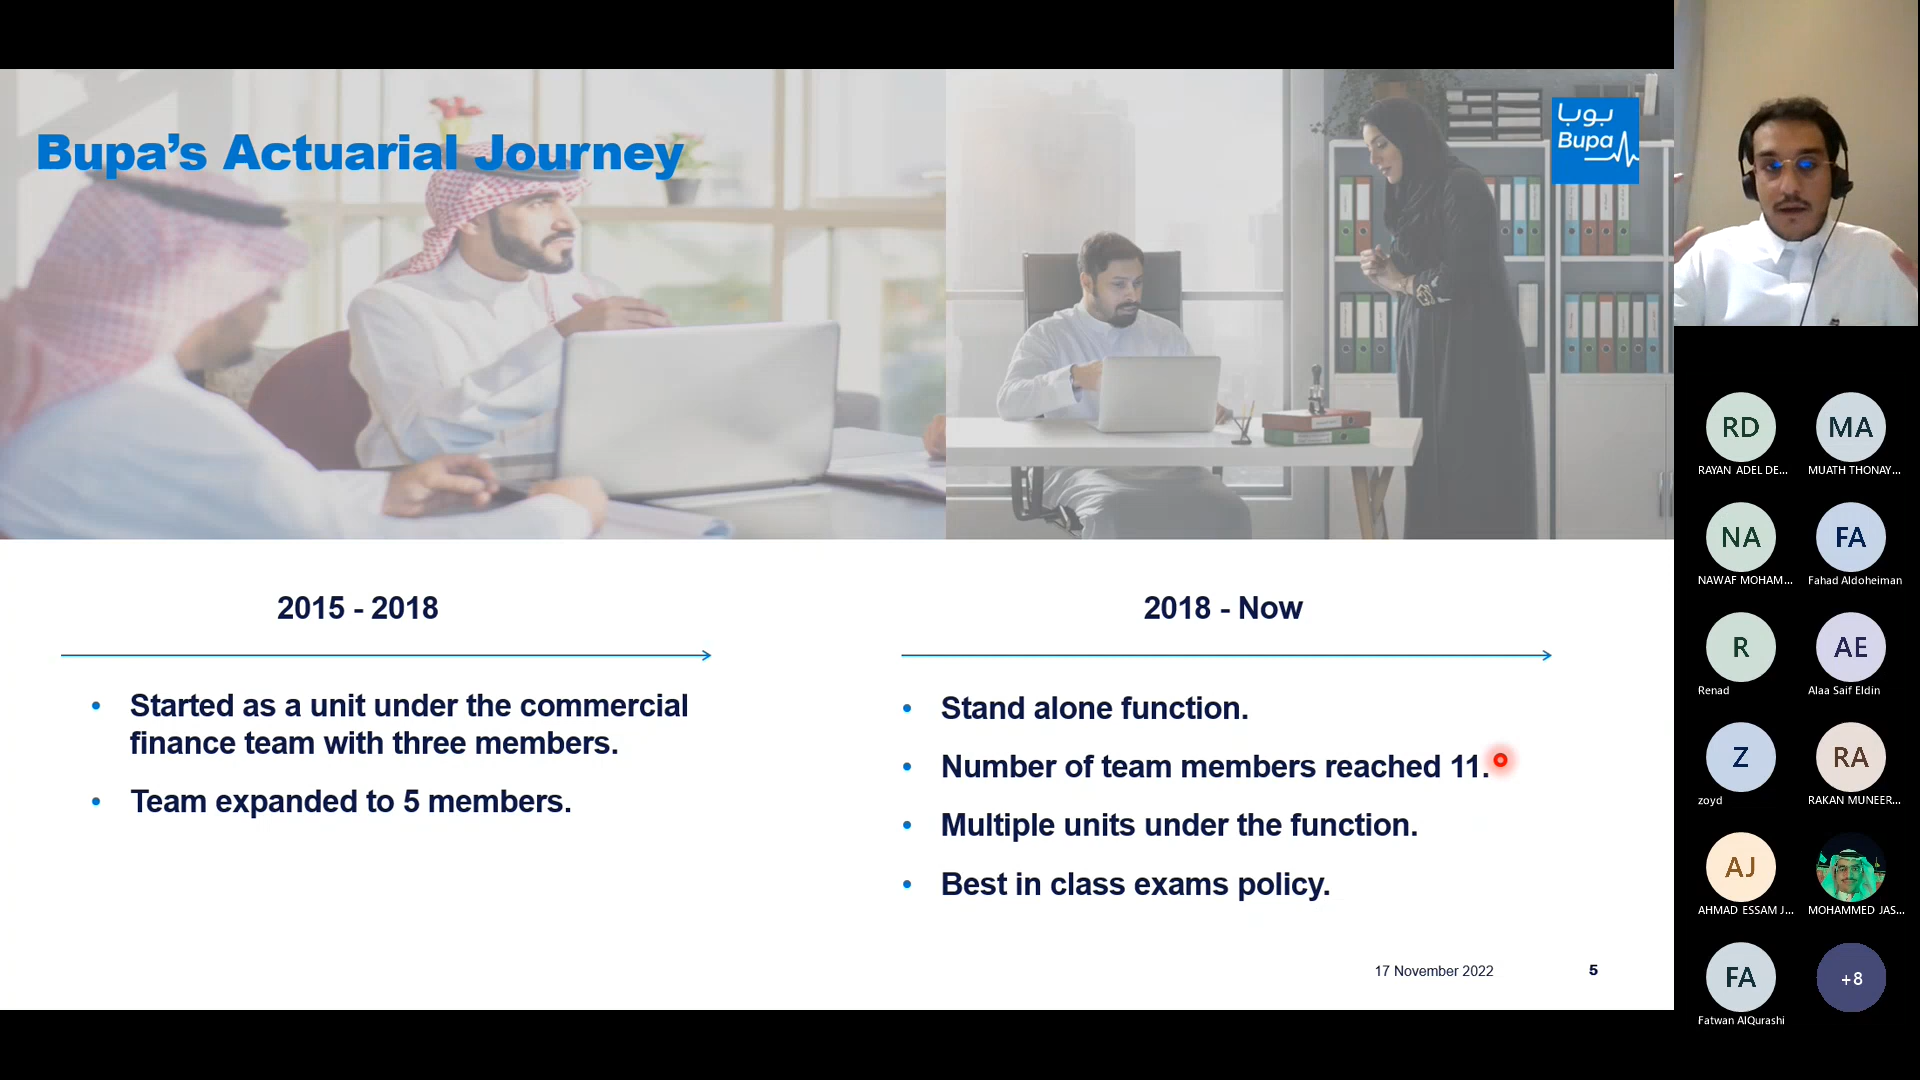 Bupa’s Actuarial Journey
بوبا
Bupa
2015 - 2018
• Started as a unit under the commercial
finance team with three members.
• Team expanded to 5 members.
2018 - Now
• Stand alone function.
• Number of team members reached 11.
• Multiple units under the function.
• Best in class exams policy.
17 November 2022
5
RD
RAYAN ADEL DE...
MA
MUATH THONAY...
NA
NAWAF MOHAM...
FA
Fahad Aldoheiman
R
Renad
AE
Alaa Saif Eldin
Z
zoyd
RA
RAKAN MUNEER...
AJ
AHMAD ESSAM J...
MOHAMMED JAS...
FA
Fatwan AlQurashi
+8